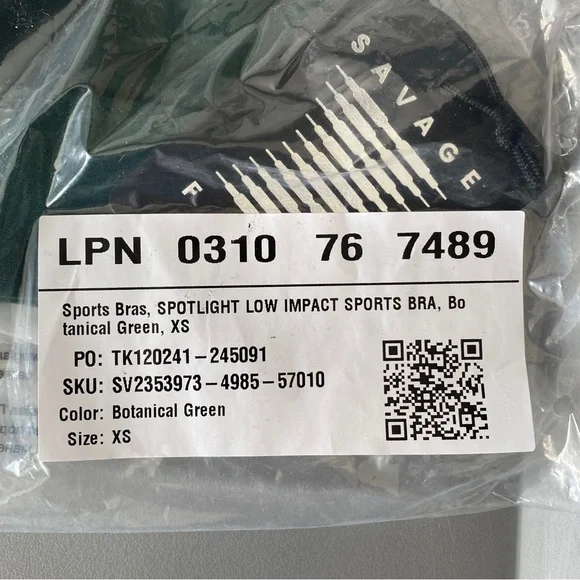 SAVAGE
F
LPN 0310 76 7489
Sports Bras, SPOTLIGHT LOW IMPACT SPORTS BRA, Bo
tanical Green, XS
PO: TK120241-245091
SKU: SV2353973-4985-57010
Color: Botanical Green
Size: XS